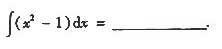 ∫(x² − 1)dx = ________.